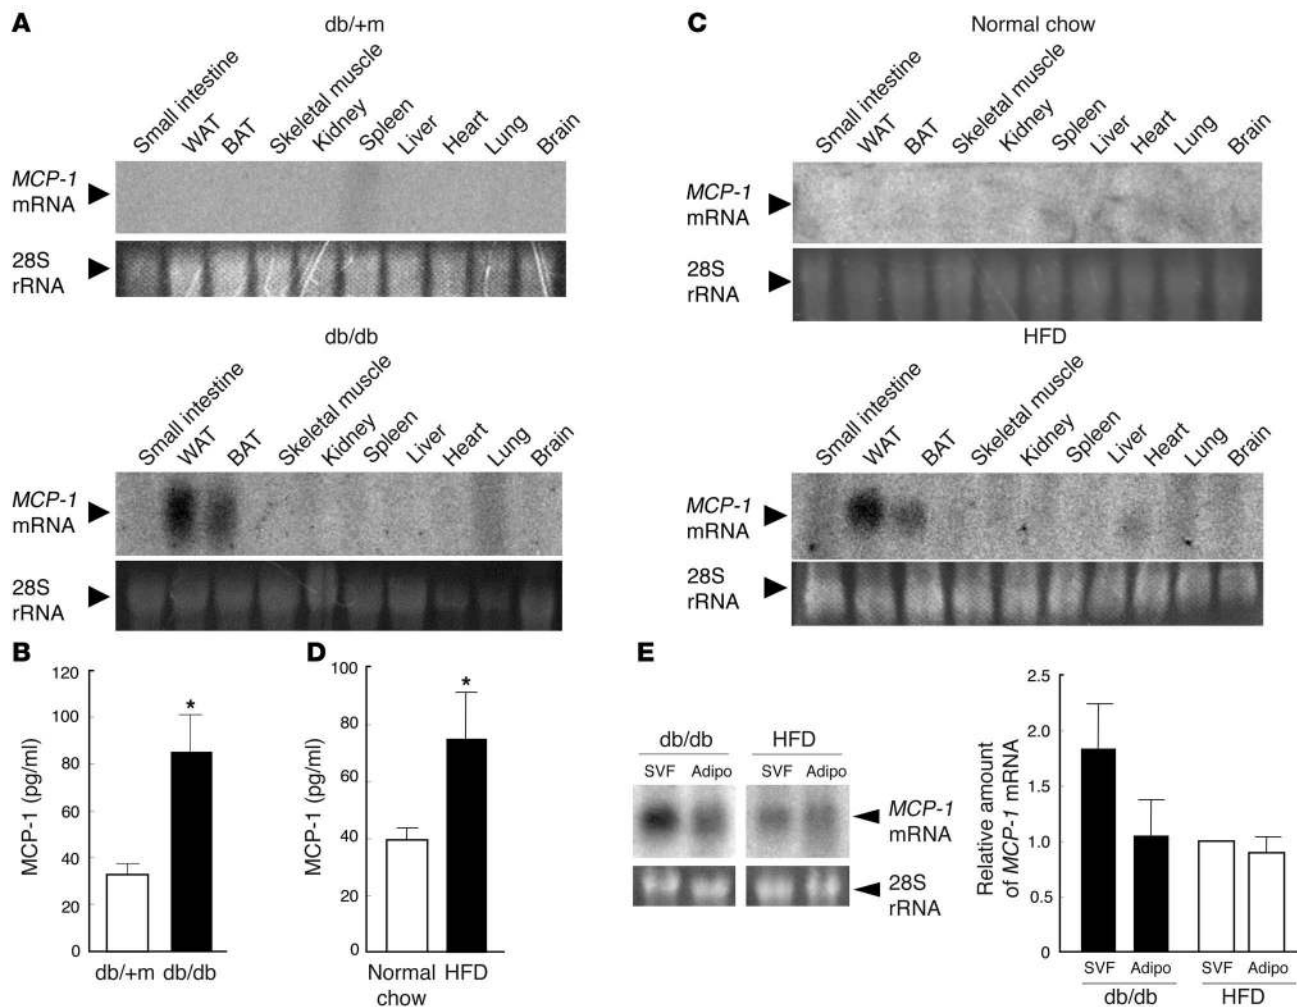 A
db/+m
Small intestine
WAT
BAT
Skeletal muscle
Kidney
Spleen
Liver
Heart
Lung
Brain
MCP-1
mRNA
28S
rRNA
db/db
Small intestine
WAT
BAT
Skeletal muscle
Kidney
Spleen
Liver
Heart
Lung
Brain
MCP-1
mRNA
28S
rRNA
C
Normal chow
Small intestine
WAT
BAT
Skeletal muscle
Kidney
Spleen
Liver
Heart
Lung
Brain
MCP-1
mRNA
28S
rRNA
HFD
Small intestine
WAT
BAT
Skeletal muscle
Kidney
Spleen
Liver
Heart
Lung
Brain
MCP-1
mRNA
28S
rRNA
B
MCP-1 (pg/ml)
120
100
80
60
40
20
0
*
db/+m db/db
D
MCP-1 (pg/ml)
100
80
60
40
20
0
*
Normal HFD
chow
E
db/db HFD
SVF Adipo SVF Adipo
MCP-1
mRNA
28S
rRNA
Relative amount
of MCP-1 mRNA
2.5
2.0
1.5
1.0
0.5
0
SVF Adipo SVF Adipo
db/db HFD